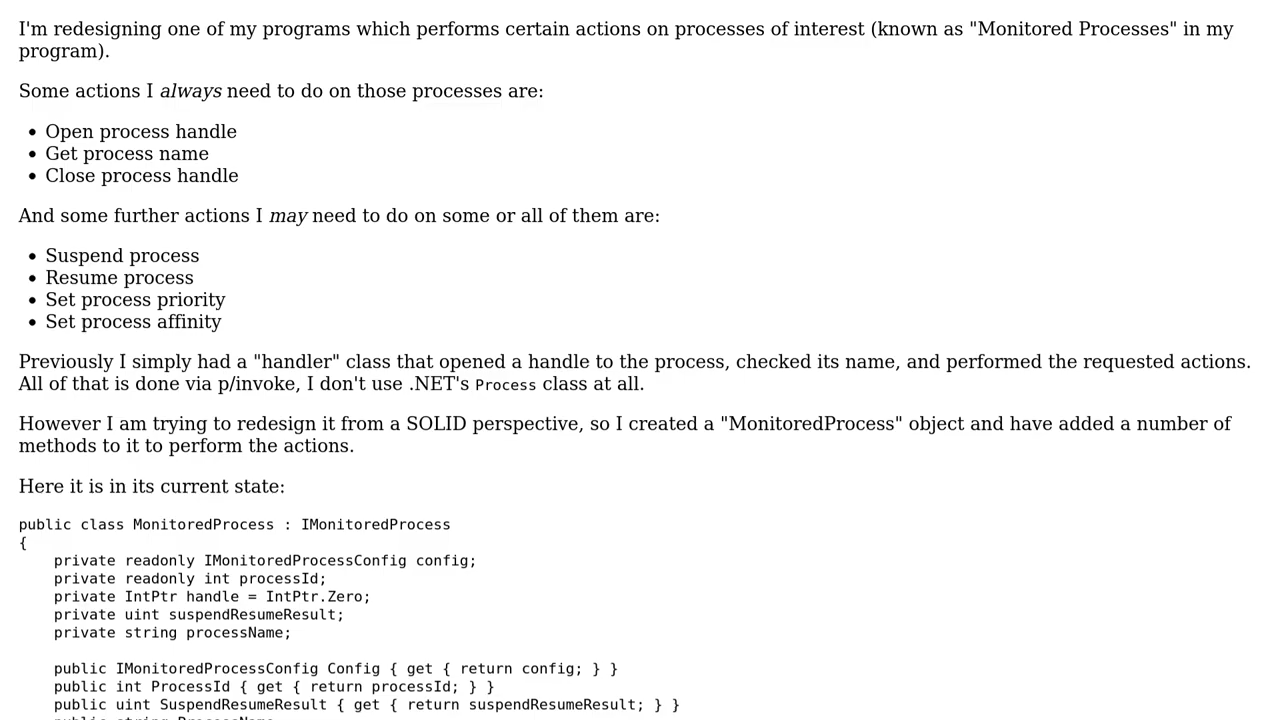 I'm redesigning one of my programs which performs certain actions on processes of interest (known as "Monitored Processes" in my
program).
Some actions I always need to do on those processes are:
• Open process handle
• Get process name
• Close process handle
And some further actions I may need to do on some or all of them are:
• Suspend process
• Resume process
• Set process priority
• Set process affinity
Previously I simply had a "handler" class that opened a handle to the process, checked its name, and performed the requested actions.
All of that is done via p/invoke, I don't use .NET's Process class at all.
However I am trying to redesign it from a SOLID perspective, so I created a "MonitoredProcess" object and have added a number of
methods to it to perform the actions.
Here it is in its current state:
public class MonitoredProcess : IMonitoredProcess
{
    private readonly IMonitoredProcessConfig config;
    private readonly int processId;
    private IntPtr handle = IntPtr.Zero;
    private uint suspendResumeResult;
    private string processName;
    public IMonitoredProcessConfig Config { get { return config; } }
    public int ProcessId { get { return processId; } }
    public uint SuspendResumeResult { get { return suspendResumeResult; } }